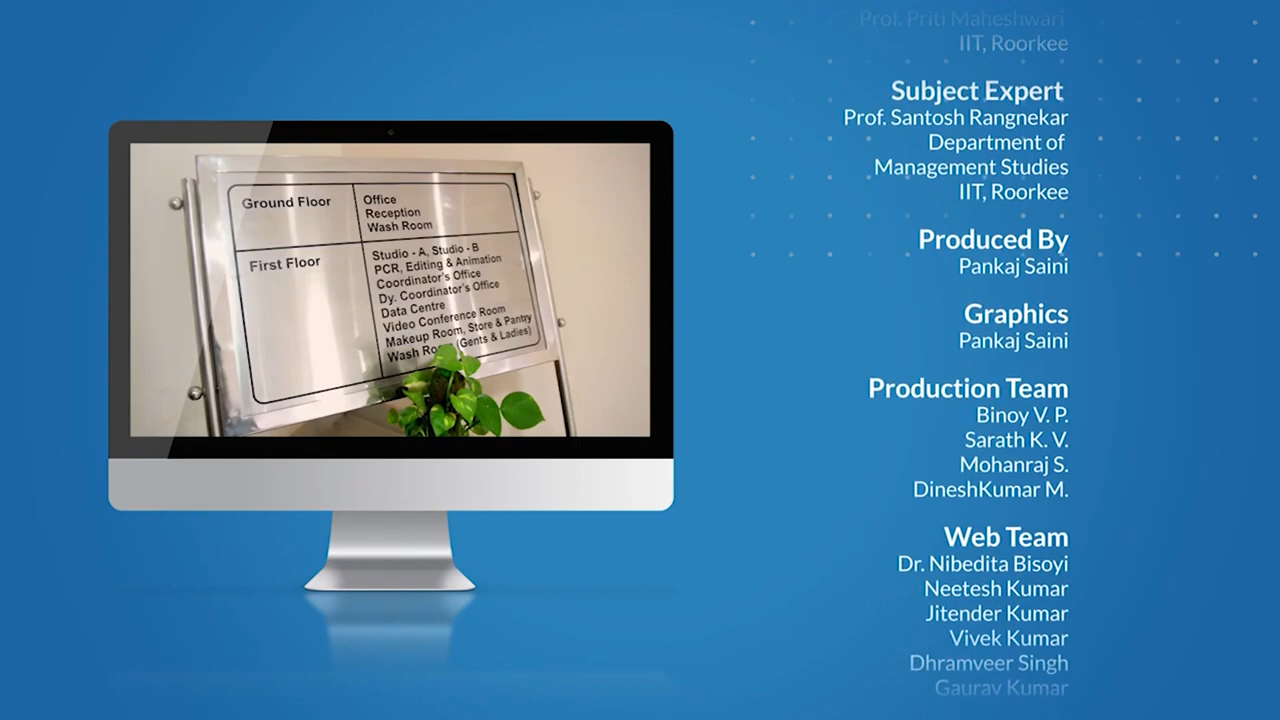 Ground Floor
Office
Reception
Wash Room
First Floor
Studio - A, Studio - B
PCR, Editing & Animation
Coordinator's Office
Dy. Coordinator's Office
Data Centre
Video Conference Room
Makeup Room, Store & Pantry
Wash Room (Gents & Ladies)
Prof. Priti Maheshwari
IIT, Roorkee
Subject Expert
Prof. Santosh Rangnekar
Department of
Management Studies
IIT, Roorkee
Produced By
Pankaj Saini
Graphics
Pankaj Saini
Production Team
Binoy V. P.
Sarath K. V.
Mohanraj S.
DineshKumar M.
Web Team
Dr. Nibedita Bisoyi
Neetesh Kumar
Jitender Kumar
Vivek Kumar
Dhramveer Singh
Gaurav Kumar